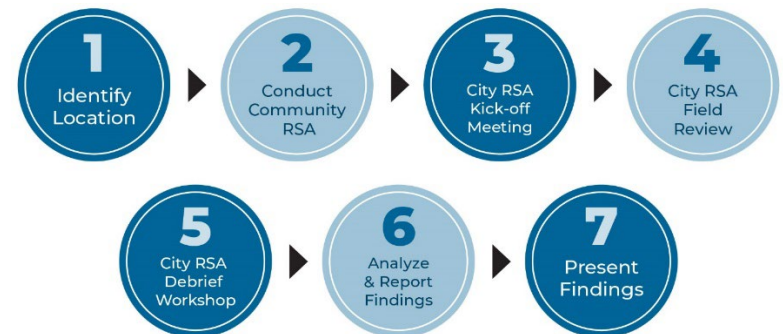 1
Identify
Location
2
Conduct
Community
RSA
3
City RSA
Kick-off
Meeting
4
City RSA
Field
Review
5
City RSA
Debrief
Workshop
6
Analyze
& Report
Findings
7
Present
Findings